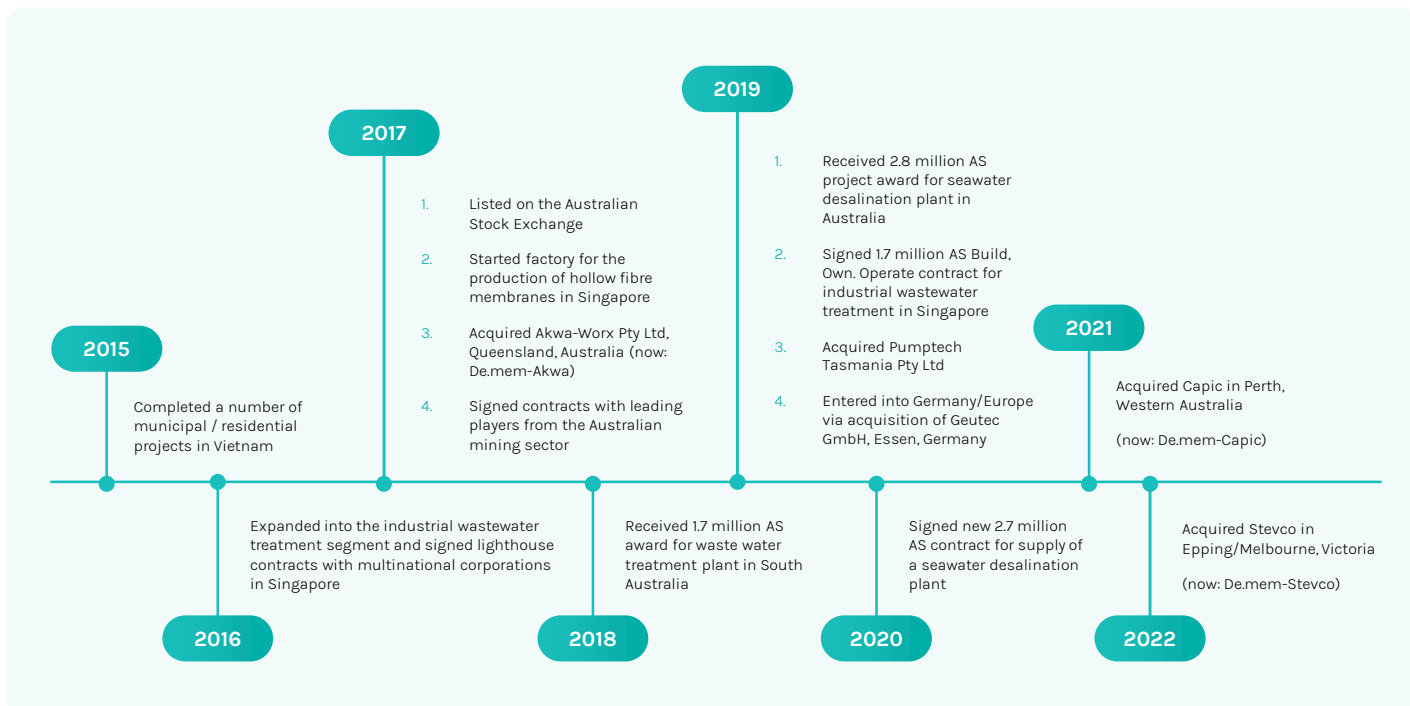 2015
Completed a number of
municipal / residential
projects in Vietnam
2016
Expanded into the industrial wastewater
treatment segment and signed lighthouse
contracts with multinational corporations
in Singapore
2017
1. Listed on the Australian
Stock Exchange
2. Started factory for the
production of hollow fibre
membranes in Singapore
3. Acquired Akwa-Worx Pty Ltd,
Queensland, Australia (now:
De.mem-Akwa)
4. Signed contracts with leading
players from the Australian
mining sector
2018
Received 1.7 million AS
award for waste water
treatment plant in South
Australia
2019
1. Received 2.8 million AS
project award for seawater
desalination plant in
Australia
2. Signed 1.7 million AS Build,
Own. Operate contract for
industrial wastewater
treatment in Singapore
3. Acquired Pumptech
Tasmania Pty Ltd
4. Entered into Germany/Europe
via acquisition of Geutec
GmbH, Essen, Germany
2020
Signed new 2.7 million
AS contract for supply of
a seawater desalination
plant
2021
Acquired Capic in Perth,
Western Australia
(now: De.mem-Capic)
2022
Acquired Stevco in
Epping/Melbourne, Victoria
(now: De.mem-Stevco)